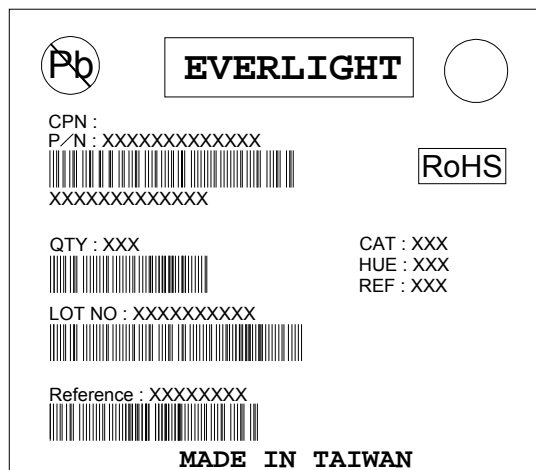 Pb
EVERLIGHT
CPN :
P/N : XXXXXXXXXXXXX
RoHS
XXXXXXXXXXXXX
QTY : XXX
CAT : XXX
HUE : XXX
REF : XXX
LOT NO : XXXXXXXXXX
Reference : XXXXXXXX
MADE IN TAIWAN